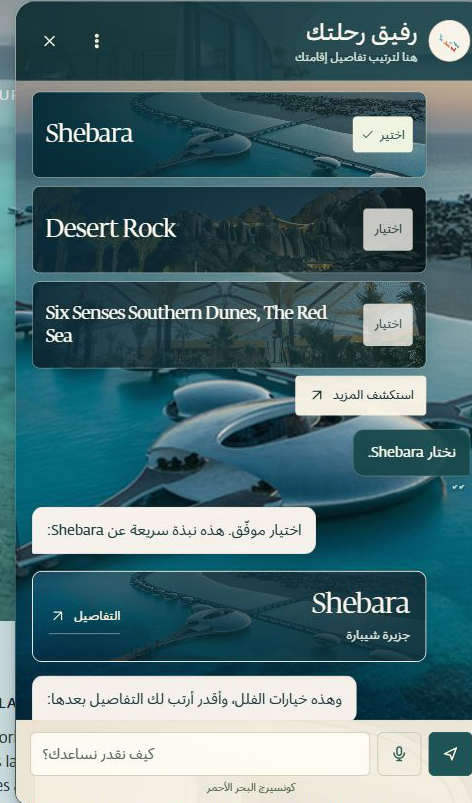 رفيق رحلتك
هنا لترتيب تفاصيل إقامتك
Shebara
اختير
Desert Rock
اختيار
Six Senses Southern Dunes, The Red
Sea
اختيار
استكشف المزيد
نختار Shebara.
اختيار موفّق. هذه نبذة سريعة عن Shebara:
Shebara
جزيرة شيبارة
التفاصيل
وهذه خيارات الفلل، وأقدر أرتب لك التفاصيل بعدها:
كيف نقدر نساعدك؟
كونسيرج البحر الأحمر